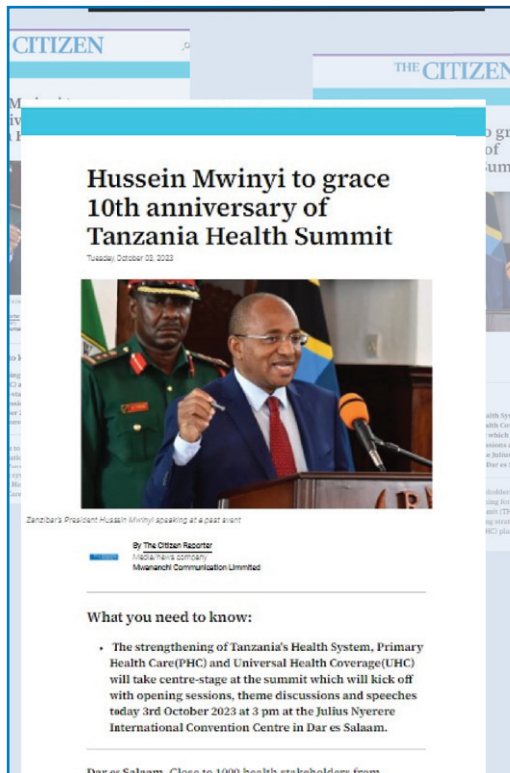 CITIZEN
THE CITIZEN
Hussein Mwinyi to grace
10th anniversary of
Tanzania Health Summit
Tuesday, October 03, 2023
Zanzibar's President Hussein Mwinyi speaking at a past event
By The Citizen Reporter
Media/news company
Mwananchi Communication Limmited
What you need to know:
• The strengthening of Tanzania's Health System, Primary
Health Care(PHC) and Universal Health Coverage(UHC)
will take centre-stage at the summit which will kick off
with opening sessions, theme discussions and speeches
today 3rd October 2023 at 3 pm at the Julius Nyerere
International Convention Centre in Dar es Salaam.
Dar es Salaam. Close to 1000 health stakeholders from